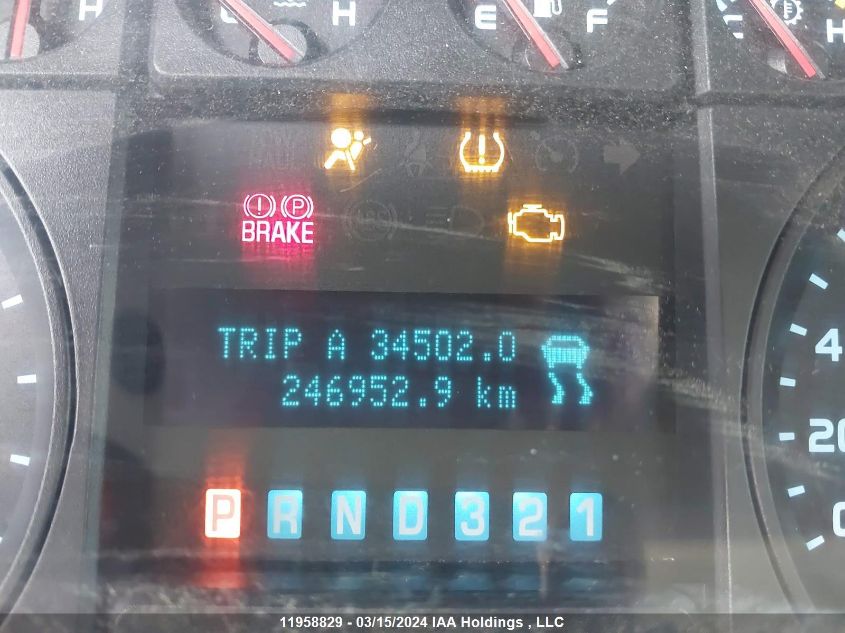 H L H E F H
P
BRAKE
TRIP A 34502.0
246952.9 km
4
20
0
P R N D 3 2 1
11958829 - 03/15/2024 IAA Holdings , LLC